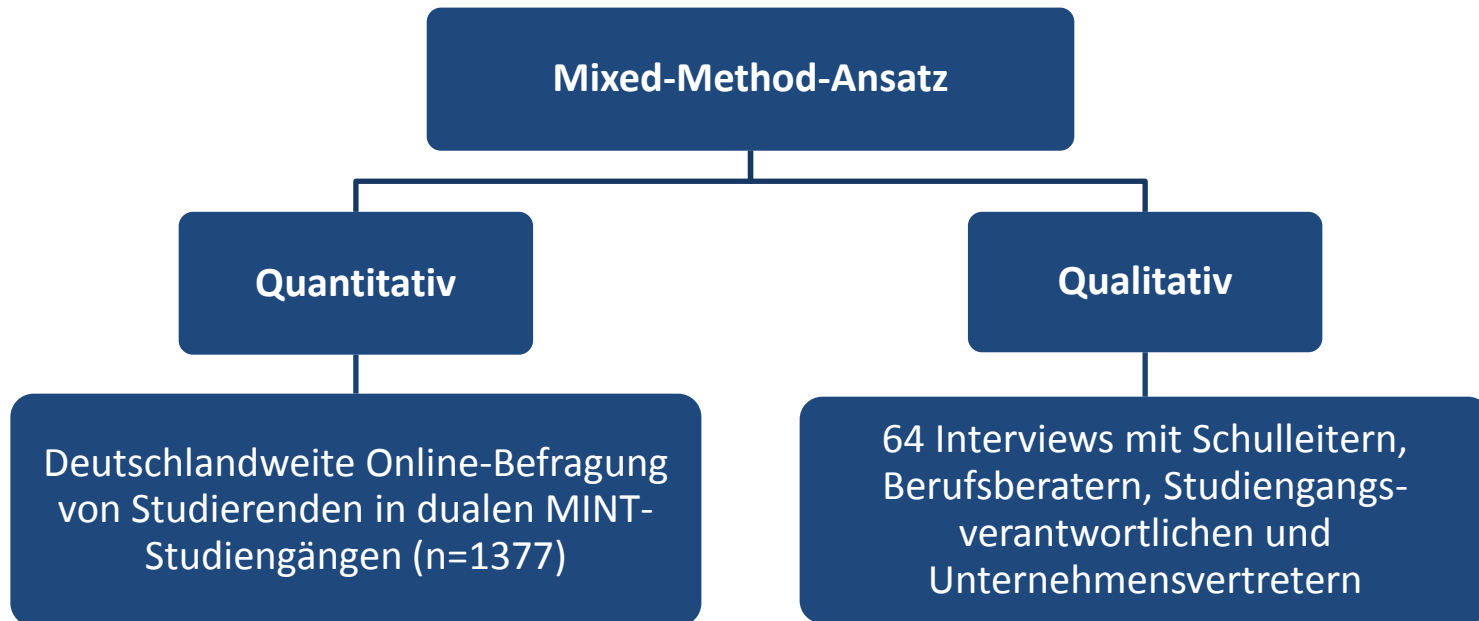 Mixed-Method-Ansatz
Quantitativ
Deutschlandweite Online-Befragung
von Studierenden in dualen MINT-
Studiengängen (n=1377)
Qualitativ
64 Interviews mit Schulleitern,
Berufsberatern, Studiengangs-
verantwortlichen und
Unternehmensvertretern